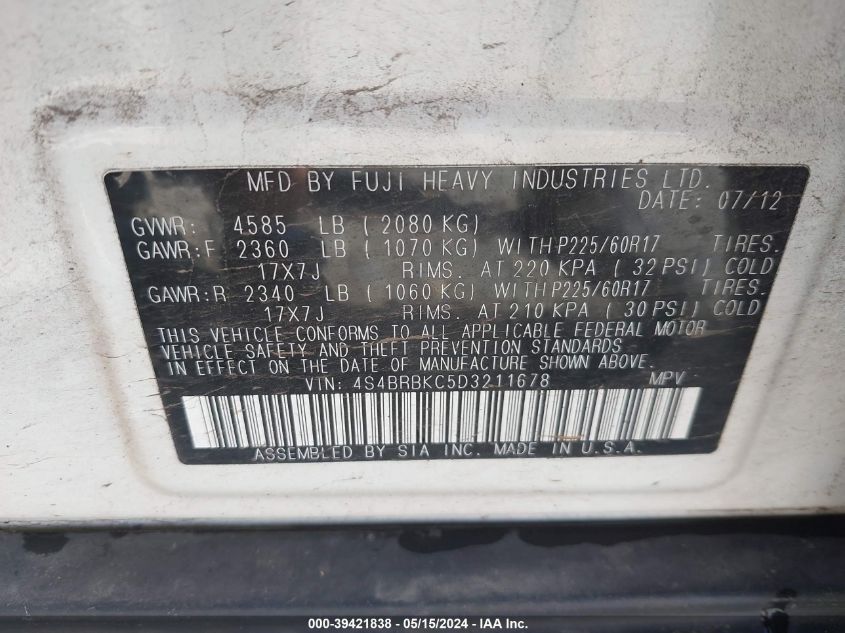 MFD BY FUJI HEAVY INDUSTRIES LTD.
DATE: 07/12
GVWR: 4585 LB ( 2080 KG)
GAWR:F 2360 LB ( 1070 KG) WITH P225/60R17 TIRES.
17X7J RIMS. AT 220 KPA ( 32 PSI) COLD
GAWR:R 2340 LB ( 1060 KG) WITH P225/60R17 TIRES.
17X7J RIMS. AT 210 KPA ( 30 PSI) COLD
THIS VEHICLE CONFORMS TO ALL APPLICABLE FEDERAL MOTOR
VEHICLE SAFETY AND THEFT PREVENTION STANDARDS
IN EFFECT ON THE DATE OF MANUFACTURE SHOWN ABOVE.
VIN: 4S4BRBKC5D3211678 MPV
ASSEMBLED BY SIA INC. MADE IN U.S.A.
000-39421838 - 05/15/2024 - IAA Inc.